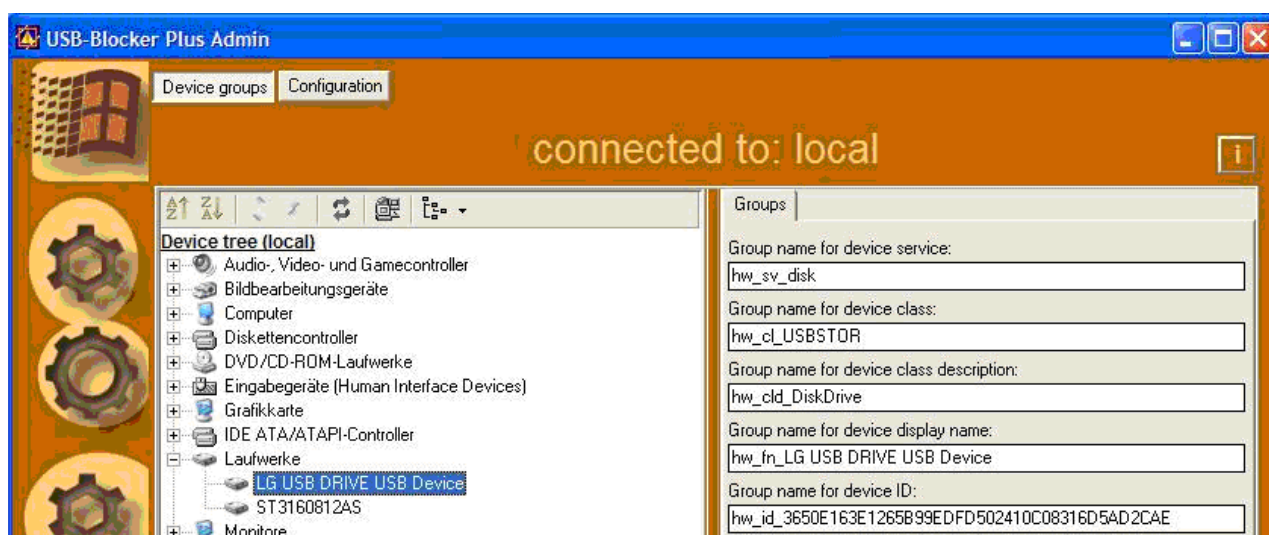 USB-Blocker Plus Admin
Device groups
Configuration
connected to: local
i
Device tree (local)
Audio-, Video- und Gamecontroller
Bildbearbeitungsgeräte
Computer
Diskettencontroller
DVD/CD-ROM-Laufwerke
Eingabegeräte (Human Interface Devices)
Grafikkarte
IDE ATA/ATAPI-Controller
Laufwerke
LG USB DRIVE USB Device
ST3160812AS
Monitore
Groups
Group name for device service:
hw_sv_disk
Group name for device class:
hw_cl_USBSTOR
Group name for device class description:
hw_cld_DiskDrive
Group name for device display name:
hw_fn_LG USB DRIVE USB Device
Group name for device ID:
hw_id_3650E163E1265B99EDFD502410C08316D5AD2CAE